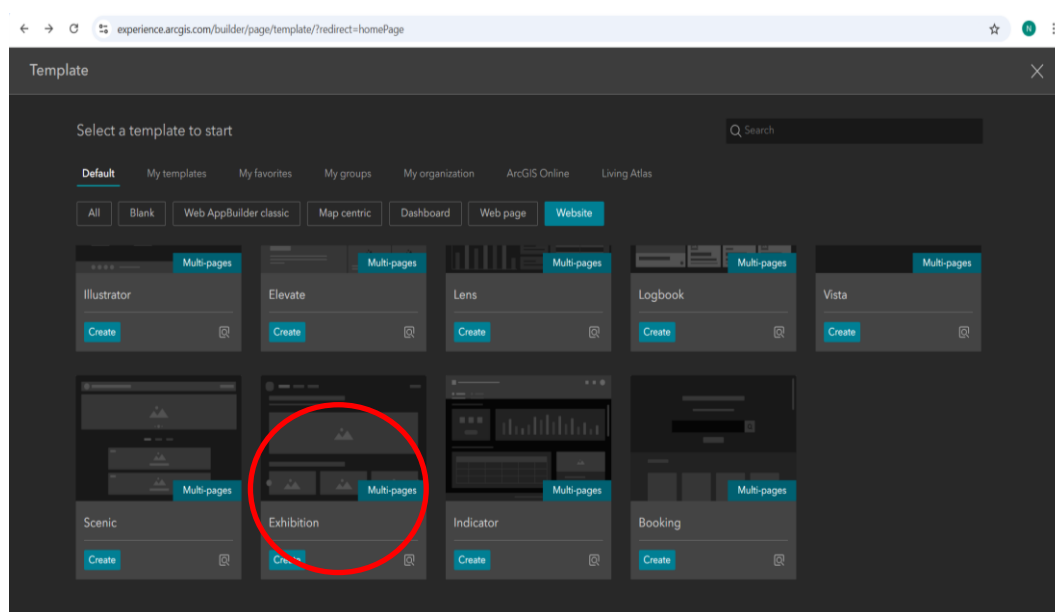 experience.arcgis.com/builder/page/template/?redirect=homePage
N
Template
Select a template to start
Search
Default My templates My favorites My groups My organization ArcGIS Online Living Atlas
All Blank Web AppBuilder classic Map centric Dashboard Web page Website
Multi-pages Multi-pages Multi-pages Multi-pages Multi-pages
Illustrator Elevate Lens Logbook Vista
Create Create Create Create Create
Multi-pages Multi-pages Multi-pages Multi-pages
Scenic Exhibition Indicator Booking
Create Create Create Create